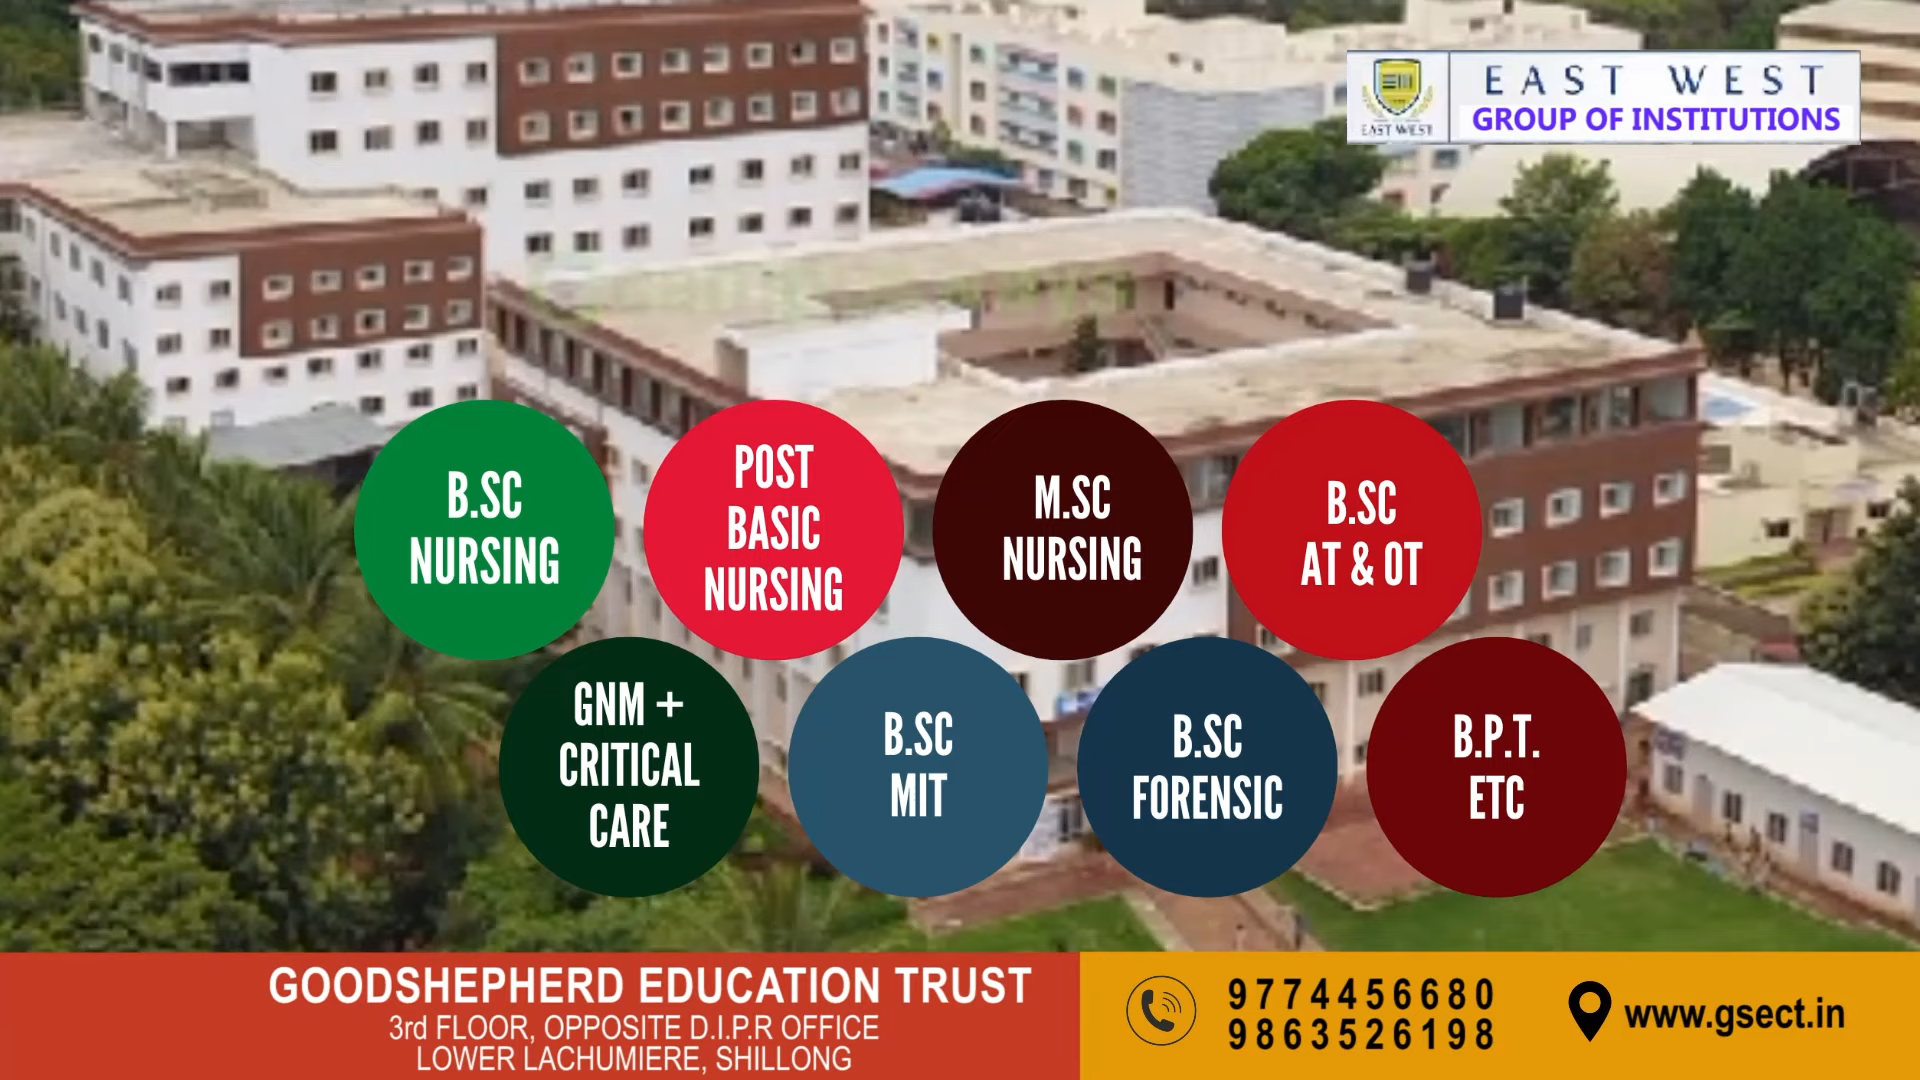 EAST WEST
GROUP OF INSTITUTIONS
EAST WEST
B.SC
NURSING
POST
BASIC
NURSING
M.SC
NURSING
B.SC
AT & OT
GNM +
CRITICAL
CARE
B.SC
MIT
B.SC
FORENSIC
B.P.T.
ETC
GOODSHEPHERD EDUCATION TRUST
3rd FLOOR, OPPOSITE D.I.P.R OFFICE
LOWER LACHUMIERE, SHILLONG
9774456680
9863526198
www.gsect.in